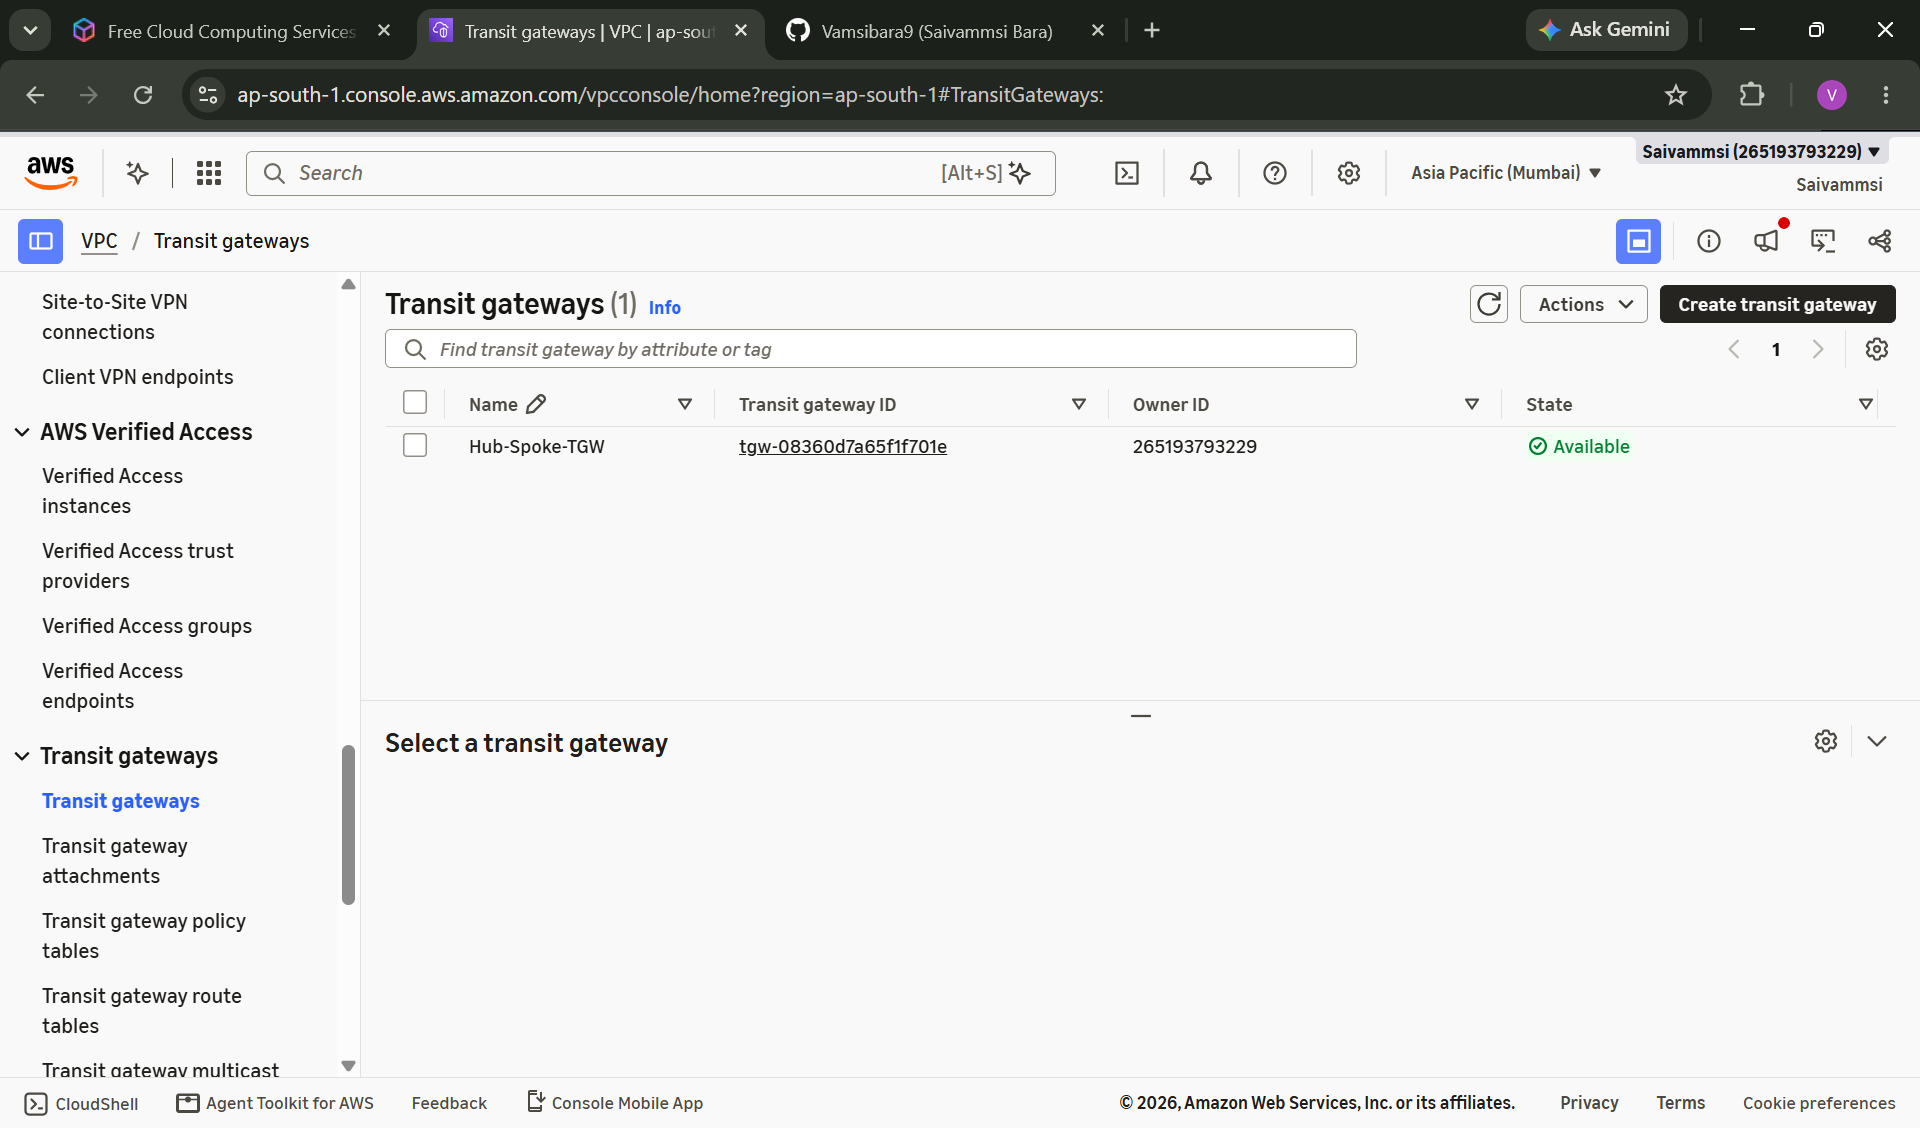 Free Cloud Computing Services
Transit gateways | VPC | ap-sou
Vamsibara9 (Saivammsi Bara)
Ask Gemini
ap-south-1.console.aws.amazon.com/vpcconsole/home?region=ap-south-1#TransitGateways:
V
aws
Search
[Alt+S]
Asia Pacific (Mumbai)
Saivammsi (265193793229)
Saivammsi
VPC / Transit gateways
Site-to-Site VPN
connections
Client VPN endpoints
AWS Verified Access
Verified Access
instances
Verified Access trust
providers
Verified Access groups
Verified Access
endpoints
Transit gateways
Transit gateways
Transit gateway
attachments
Transit gateway policy
tables
Transit gateway route
tables
Transit gateway multicast
Transit gateways (1) Info
Actions
Create transit gateway
Find transit gateway by attribute or tag
1
Name Transit gateway ID Owner ID State
Hub-Spoke-TGW tgw-08360d7a65f1f701e 265193793229 Available
Select a transit gateway
CloudShell Agent Toolkit for AWS Feedback Console Mobile App © 2026, Amazon Web Services, Inc. or its affiliates. Privacy Terms Cookie preferences